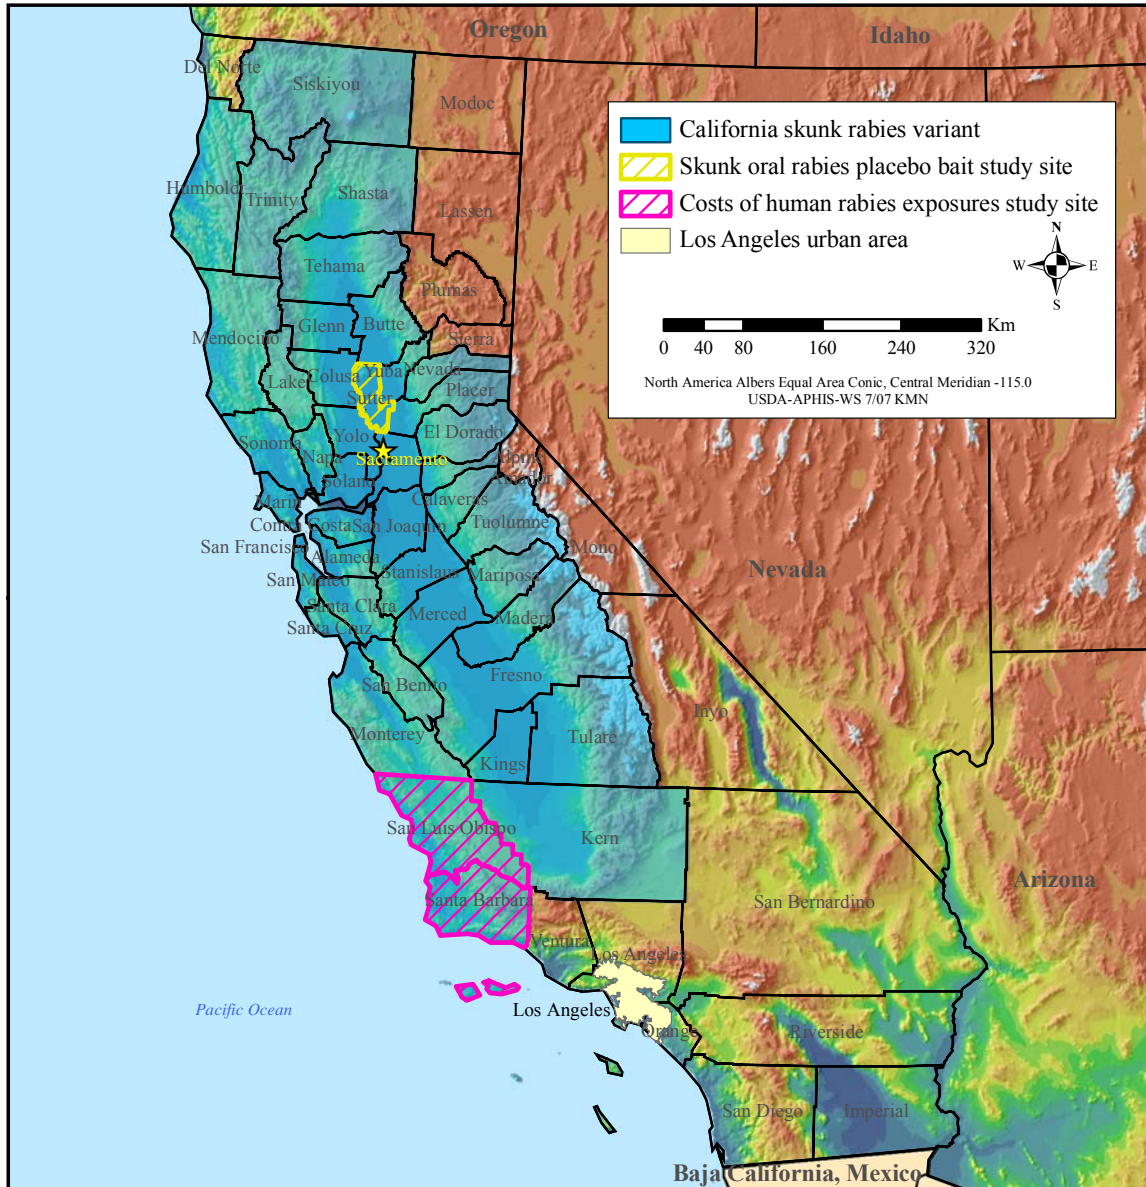 Oregon
Idaho
Del Norte
Siskiyou
Modoc
California skunk rabies variant
Skunk oral rabies placebo bait study site
Costs of human rabies exposures study site
Los Angeles urban area
N
W E
S
Km
0 40 80 160 240 320
North America Albers Equal Area Conic, Central Meridian -115.0
USDA-APHIS-WS 7/07 KMN
Humboldt
Trinity
Shasta
Lassen
Tehama
Plumas
Glenn
Butte
Mendocino
Sierra
Lake
Colusa
Yuba
Nevada
Placer
Sutter
Sonoma
Napa
Yolo
El Dorado
Sacramento
Alpine
Amador
Solano
Marin
Calaveras
Contra Costa
San Joaquin
Tuolumne
San Francisco
Alameda
Mono
Stanislaus
Mariposa
Nevada
San Mateo
Santa Clara
Merced
Madera
Santa Cruz
Fresno
San Benito
Inyo
Monterey
Tulare
Kings
San Luis Obispo
Kern
Arizona
Santa Barbara
San Bernardino
Ventura
Los Angeles
Pacific Ocean
Los Angeles
Orange
Riverside
San Diego
Imperial
Baja California, Mexico